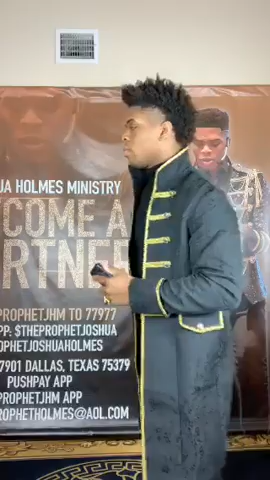 UA HOLMES MINISTRY
COME A
RTNE
PROPHETJHM TO 77977
PP: $THEPROPHETJOSHUA
OPHETJOSHUAHOLMES
7901 DALLAS, TEXAS 75379
PUSHPAY APP
PROPHETJHM APP
ROPHETHOLMES@AOL.COM